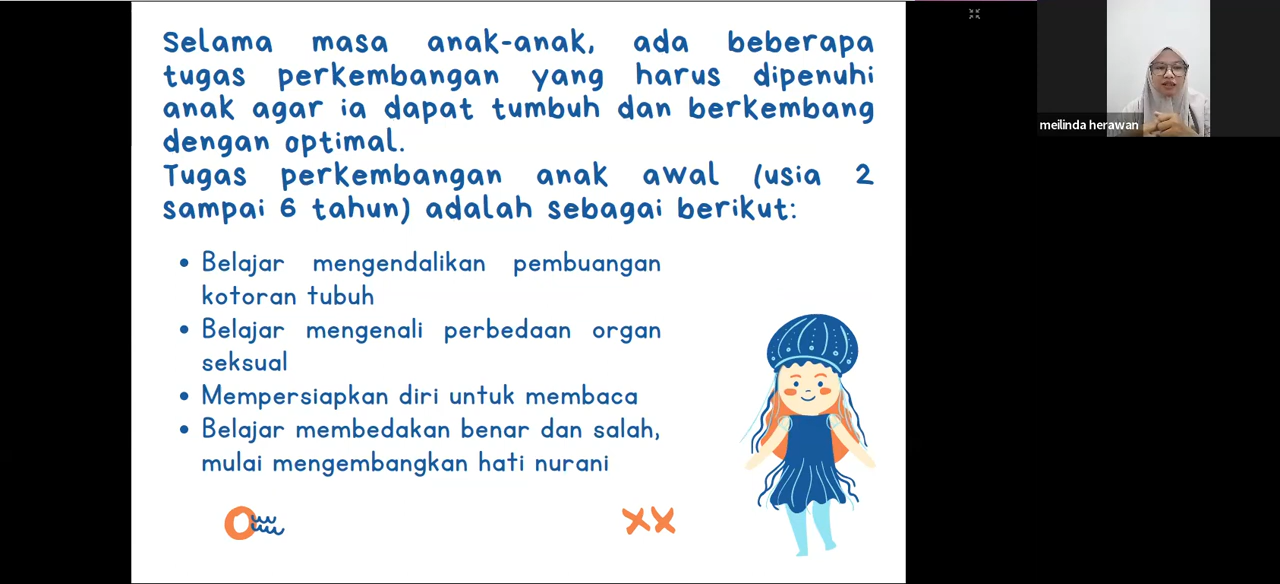 Selama masa anak-anak, ada beberapa
tugas perkembangan yang harus dipenuhi
anak agar ia dapat tumbuh dan berkembang
dengan optimal.
Tugas perkembangan anak awal (usia 2
sampai 6 tahun) adalah sebagai berikut:
• Belajar mengendalikan pembuangan
kotoran tubuh
• Belajar mengenali perbedaan organ
seksual
• Mempersiapkan diri untuk membaca
• Belajar membedakan benar dan salah,
mulai mengembangkan hati nurani
meilinda herawan